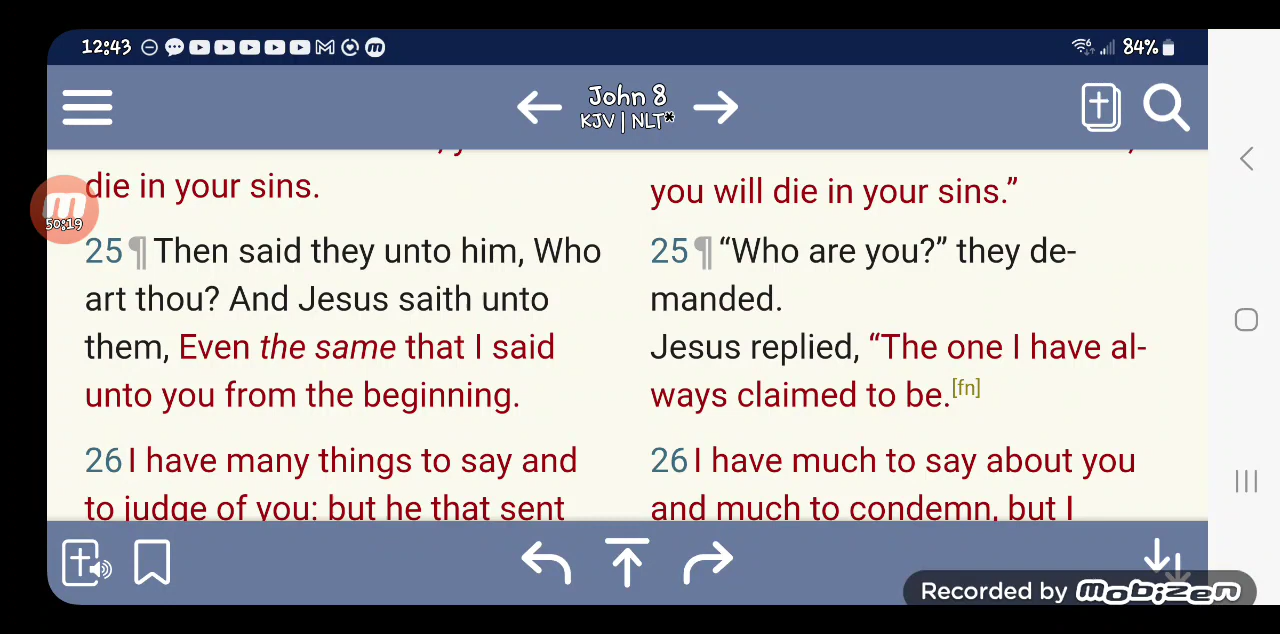 12:43 84%
John 8
KJV | NLT*
die in your sins.
25 ¶ Then said they unto him, Who
art thou? And Jesus saith unto
them, Even the same that I said
unto you from the beginning.
26 I have many things to say and
to judge of you: but he that sent
you will die in your sins.”
25 ¶ “Who are you?” they de-
manded.
Jesus replied, “The one I have al-
ways claimed to be.[fn]
26 I have much to say about you
and much to condemn, but I
50:19
Recorded by mobizen